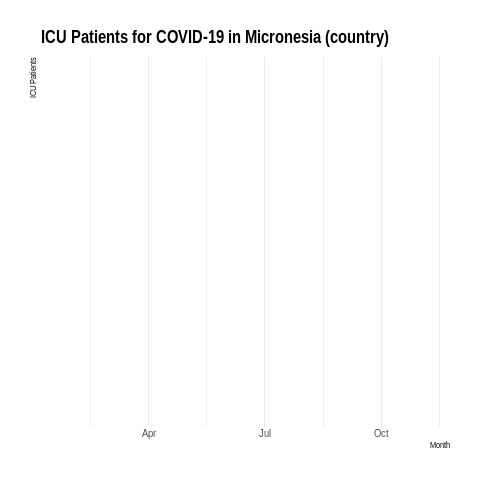 ICU Patients for COVID-19 in Micronesia (country)
ICU Patients
Apr Jul Oct
Month